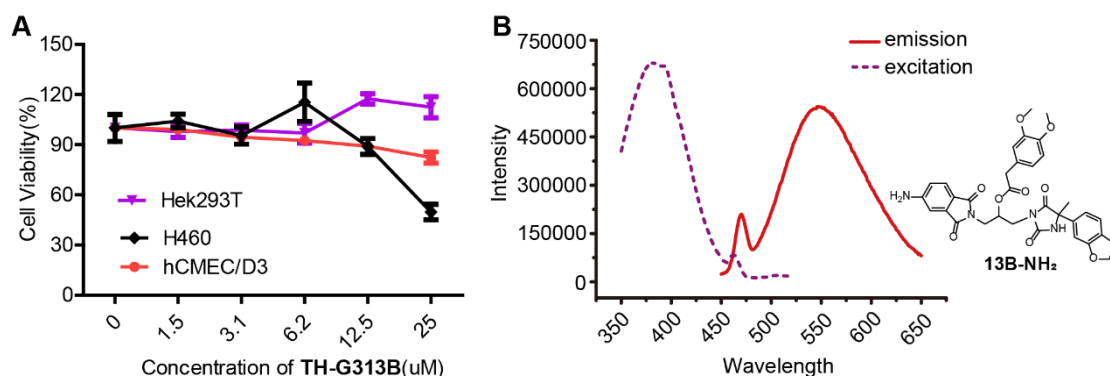 A
Cell Viability(%)
150
120
90
60
30
0
Hek293T
H460
hCMEC/D3
0
1.5
3.1
6.2
12.5
25
Concentration of TH-G313B(uM)
B
Intensity
750000
600000
450000
300000
150000
0
emission
excitation
350
400
450
500
550
600
650
Wavelength
O
O
O
O
H₂N
O
N
O
O
N
O
NH
O
O
13B-NH₂